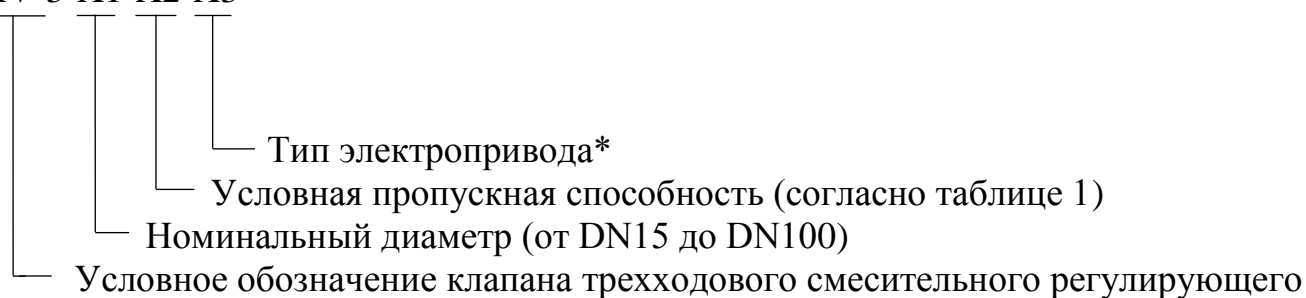 Тип электропривода*
Условная пропускная способность (согласно таблице 1)
Номинальный диаметр (от DN15 до DN100)
Условное обозначение клапана трехходового смесительного регулирующего